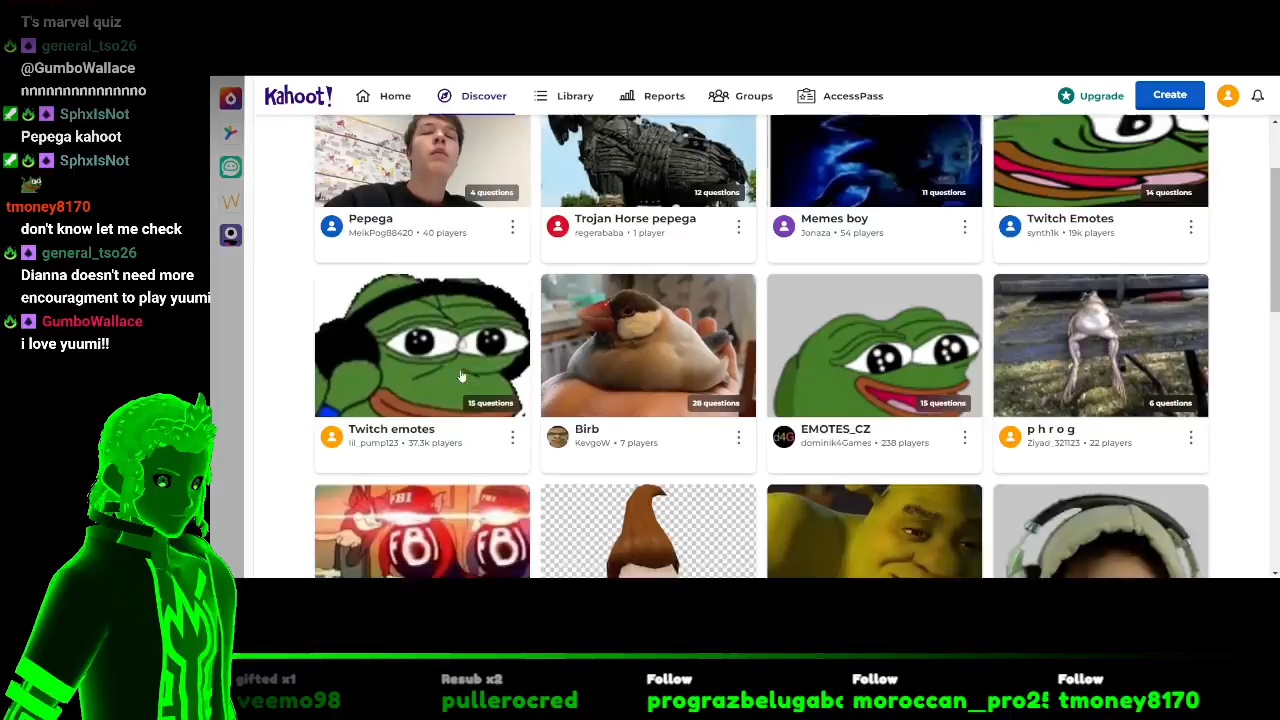 T's marvel quiz
general_tso26
@GumboWallace
nnnnnnnnnnnnnno
SphxIsNot
Pepega kahoot
SphxIsNot
tmoney8170
don't know let me check
general_tso26
Dianna doesn't need more
encouragment to play yuumi
GumboWallace
i love yuumi!!
Kahoot!
Home
Discover
Library
Reports
Groups
AccessPass
Upgrade
Create
4 questions
12 questions
11 questions
14 questions
Pepega
MeikPog88420 • 40 players
Trojan Horse pepega
regerababa • 1 player
Memes boy
Jonaza • 54 players
Twitch Emotes
synth1k • 19k players
15 questions
28 questions
15 questions
6 questions
Twitch emotes
lil_pump123 • 37.3k players
Birb
KevgoW • 7 players
EMOTES_CZ
dominik4Games • 238 players
p h r o g
Ziyad_321123 • 22 players
FBI
FBI
FBI
gifted x1
veemo98
Resub x2
pullerocred
Follow
prograzbelugabc
Follow
moroccan_pro25
Follow
tmoney8170